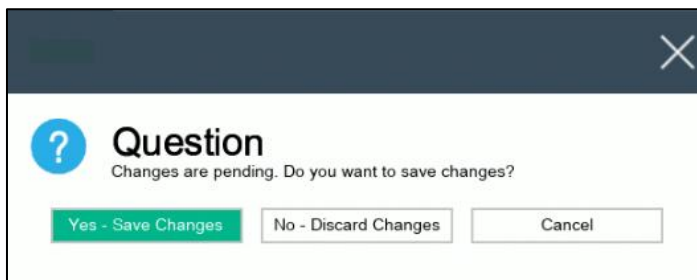 ?
Question
Changes are pending. Do you want to save changes?
Yes - Save Changes
No - Discard Changes
Cancel